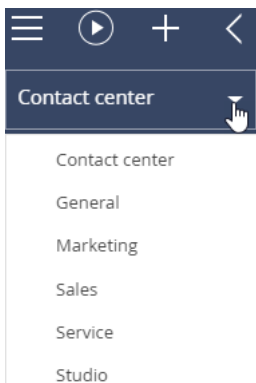 Contact center
Contact center
General
Marketing
Sales
Service
Studio